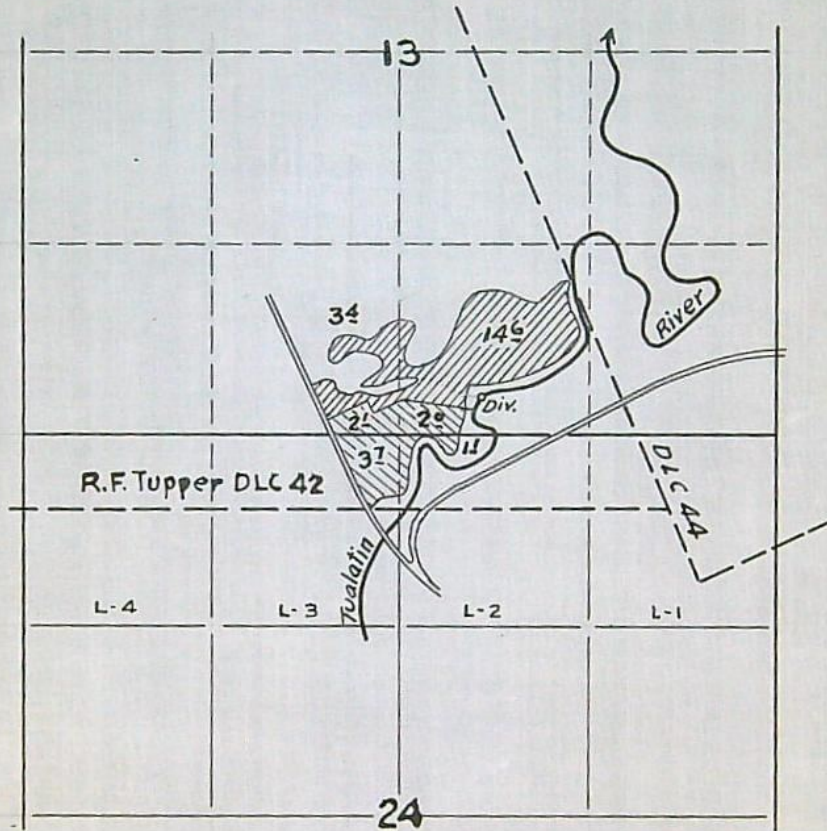 13
34
146
River
Div.
21
20
11
37
R.F. Tupper DLC 42
DLC 44
Tualatin
L-4
L-3
L-2
L-1
24